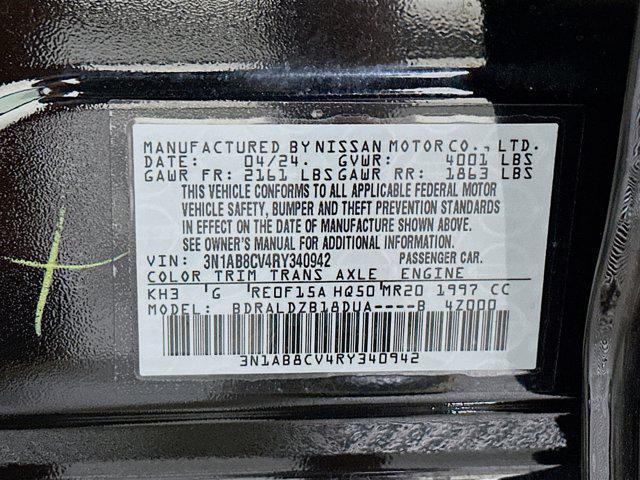 MANUFACTURED BY NISSAN MOTOR CO., LTD.
DATE: 04/24. GVWR: 4001 LBS
GAWR FR: 2161 LBS GAWR RR: 1863 LBS
THIS VEHICLE CONFORMS TO ALL APPLICABLE FEDERAL MOTOR
VEHICLE SAFETY, BUMPER AND THEFT PREVENTION STANDARDS
IN EFFECT ON THE DATE OF MANUFACTURE SHOWN ABOVE.
SEE OWNER'S MANUAL FOR ADDITIONAL INFORMATION.
VIN: 3N1AB8CV4RY340942 PASSENGER CAR.
COLOR TRIM TRANS AXLE ENGINE
KH3 G RE0F15A HQ50 MR20 1997 CC
MODEL: BDRALDZB18DUA----B 4Z000
3N1AB8CV4RY340942